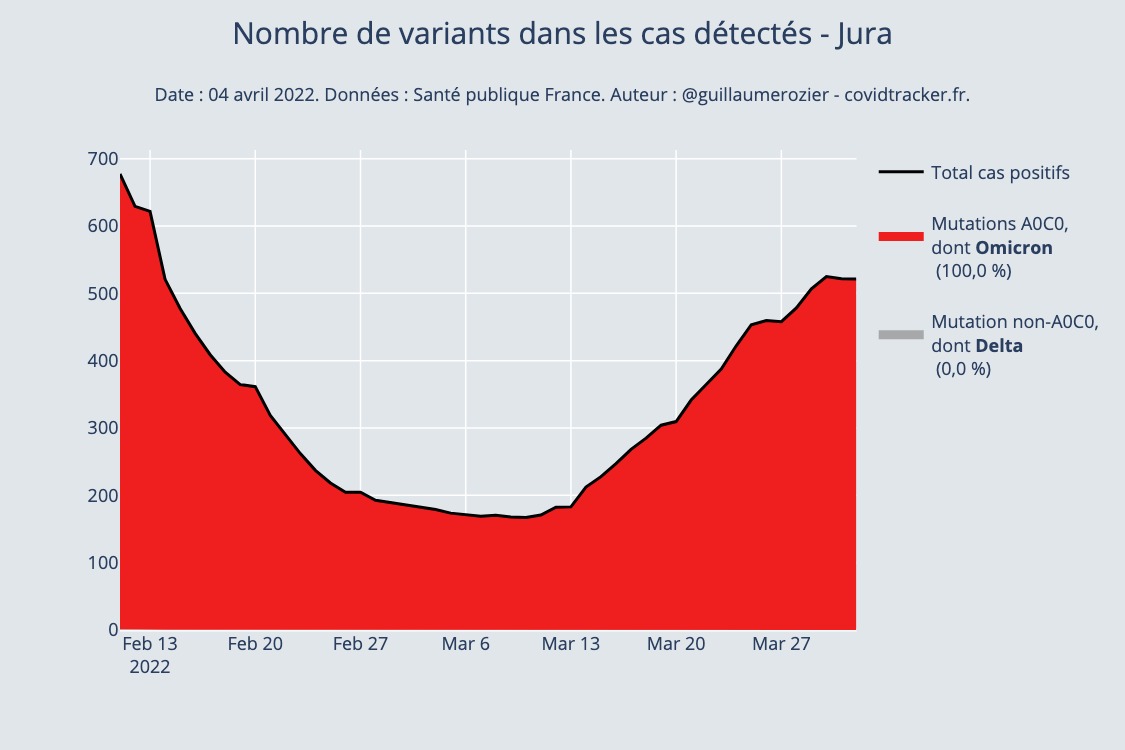 Nombre de variants dans les cas détectés - Jura
Date : 04 avril 2022. Données : Santé publique France. Auteur : @guillaumerozier - covidtracker.fr.
700
600
500
400
300
200
100
0
Feb 13
2022
Feb 20
Feb 27
Mar 6
Mar 13
Mar 20
Mar 27
Total cas positifs
Mutations A0C0,
dont Omicron
(100,0 %)
Mutation non-A0C0,
dont Delta
(0,0 %)